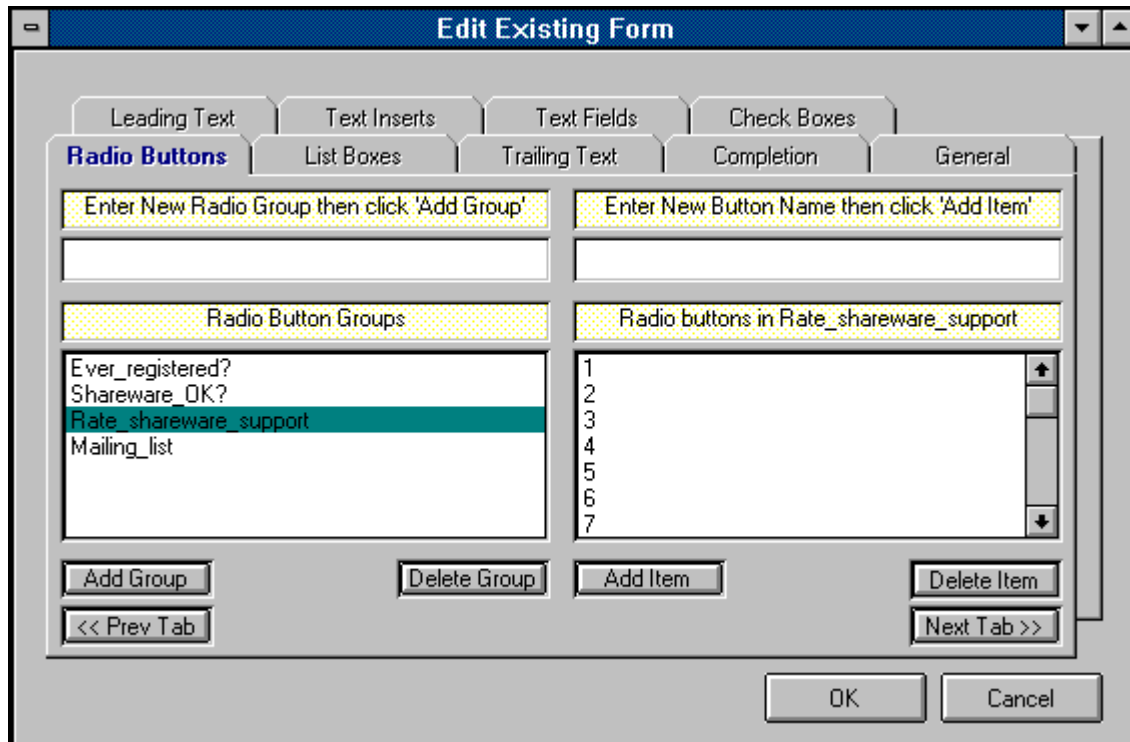 Edit Existing Form
Leading Text Text Inserts Text Fields Check Boxes
Radio Buttons List Boxes Trailing Text Completion General
Enter New Radio Group then click 'Add Group' Enter New Button Name then click 'Add Item'
Radio Button Groups Radio buttons in Rate_shareware_support
Ever_registered?
Shareware_OK?
Rate_shareware_support
Mailing_list
1
2
3
4
5
6
7
Add Group Delete Group Add Item Delete Item
<< Prev Tab Next Tab >>
OK Cancel